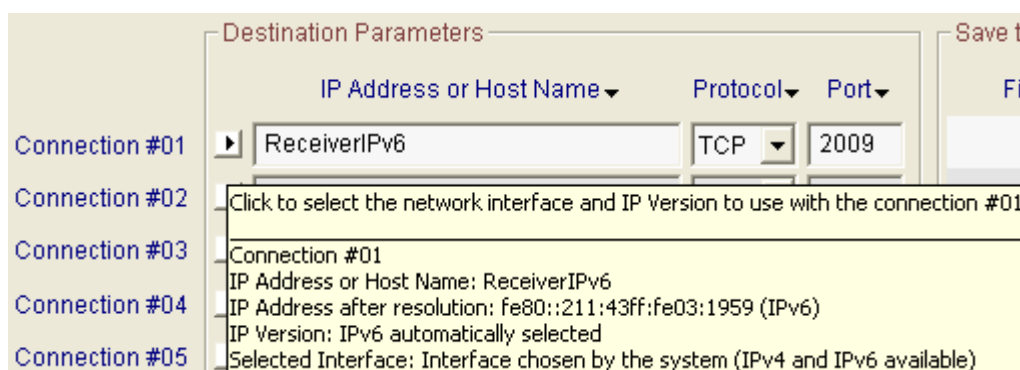 Destination Parameters
Save t
IP Address or Host Name
Protocol
Port
Fi
Connection #01
ReceiverIPv6
TCP
2009
Connection #02
Click to select the network interface and IP Version to use with the connection #01
Connection #03
Connection #01
IP Address or Host Name: ReceiverIPv6
Connection #04
IP Address after resolution: fe80::211:43ff:fe03:1959 (IPv6)
IP Version: IPv6 automatically selected
Connection #05
Selected Interface: Interface chosen by the system (IPv4 and IPv6 available)